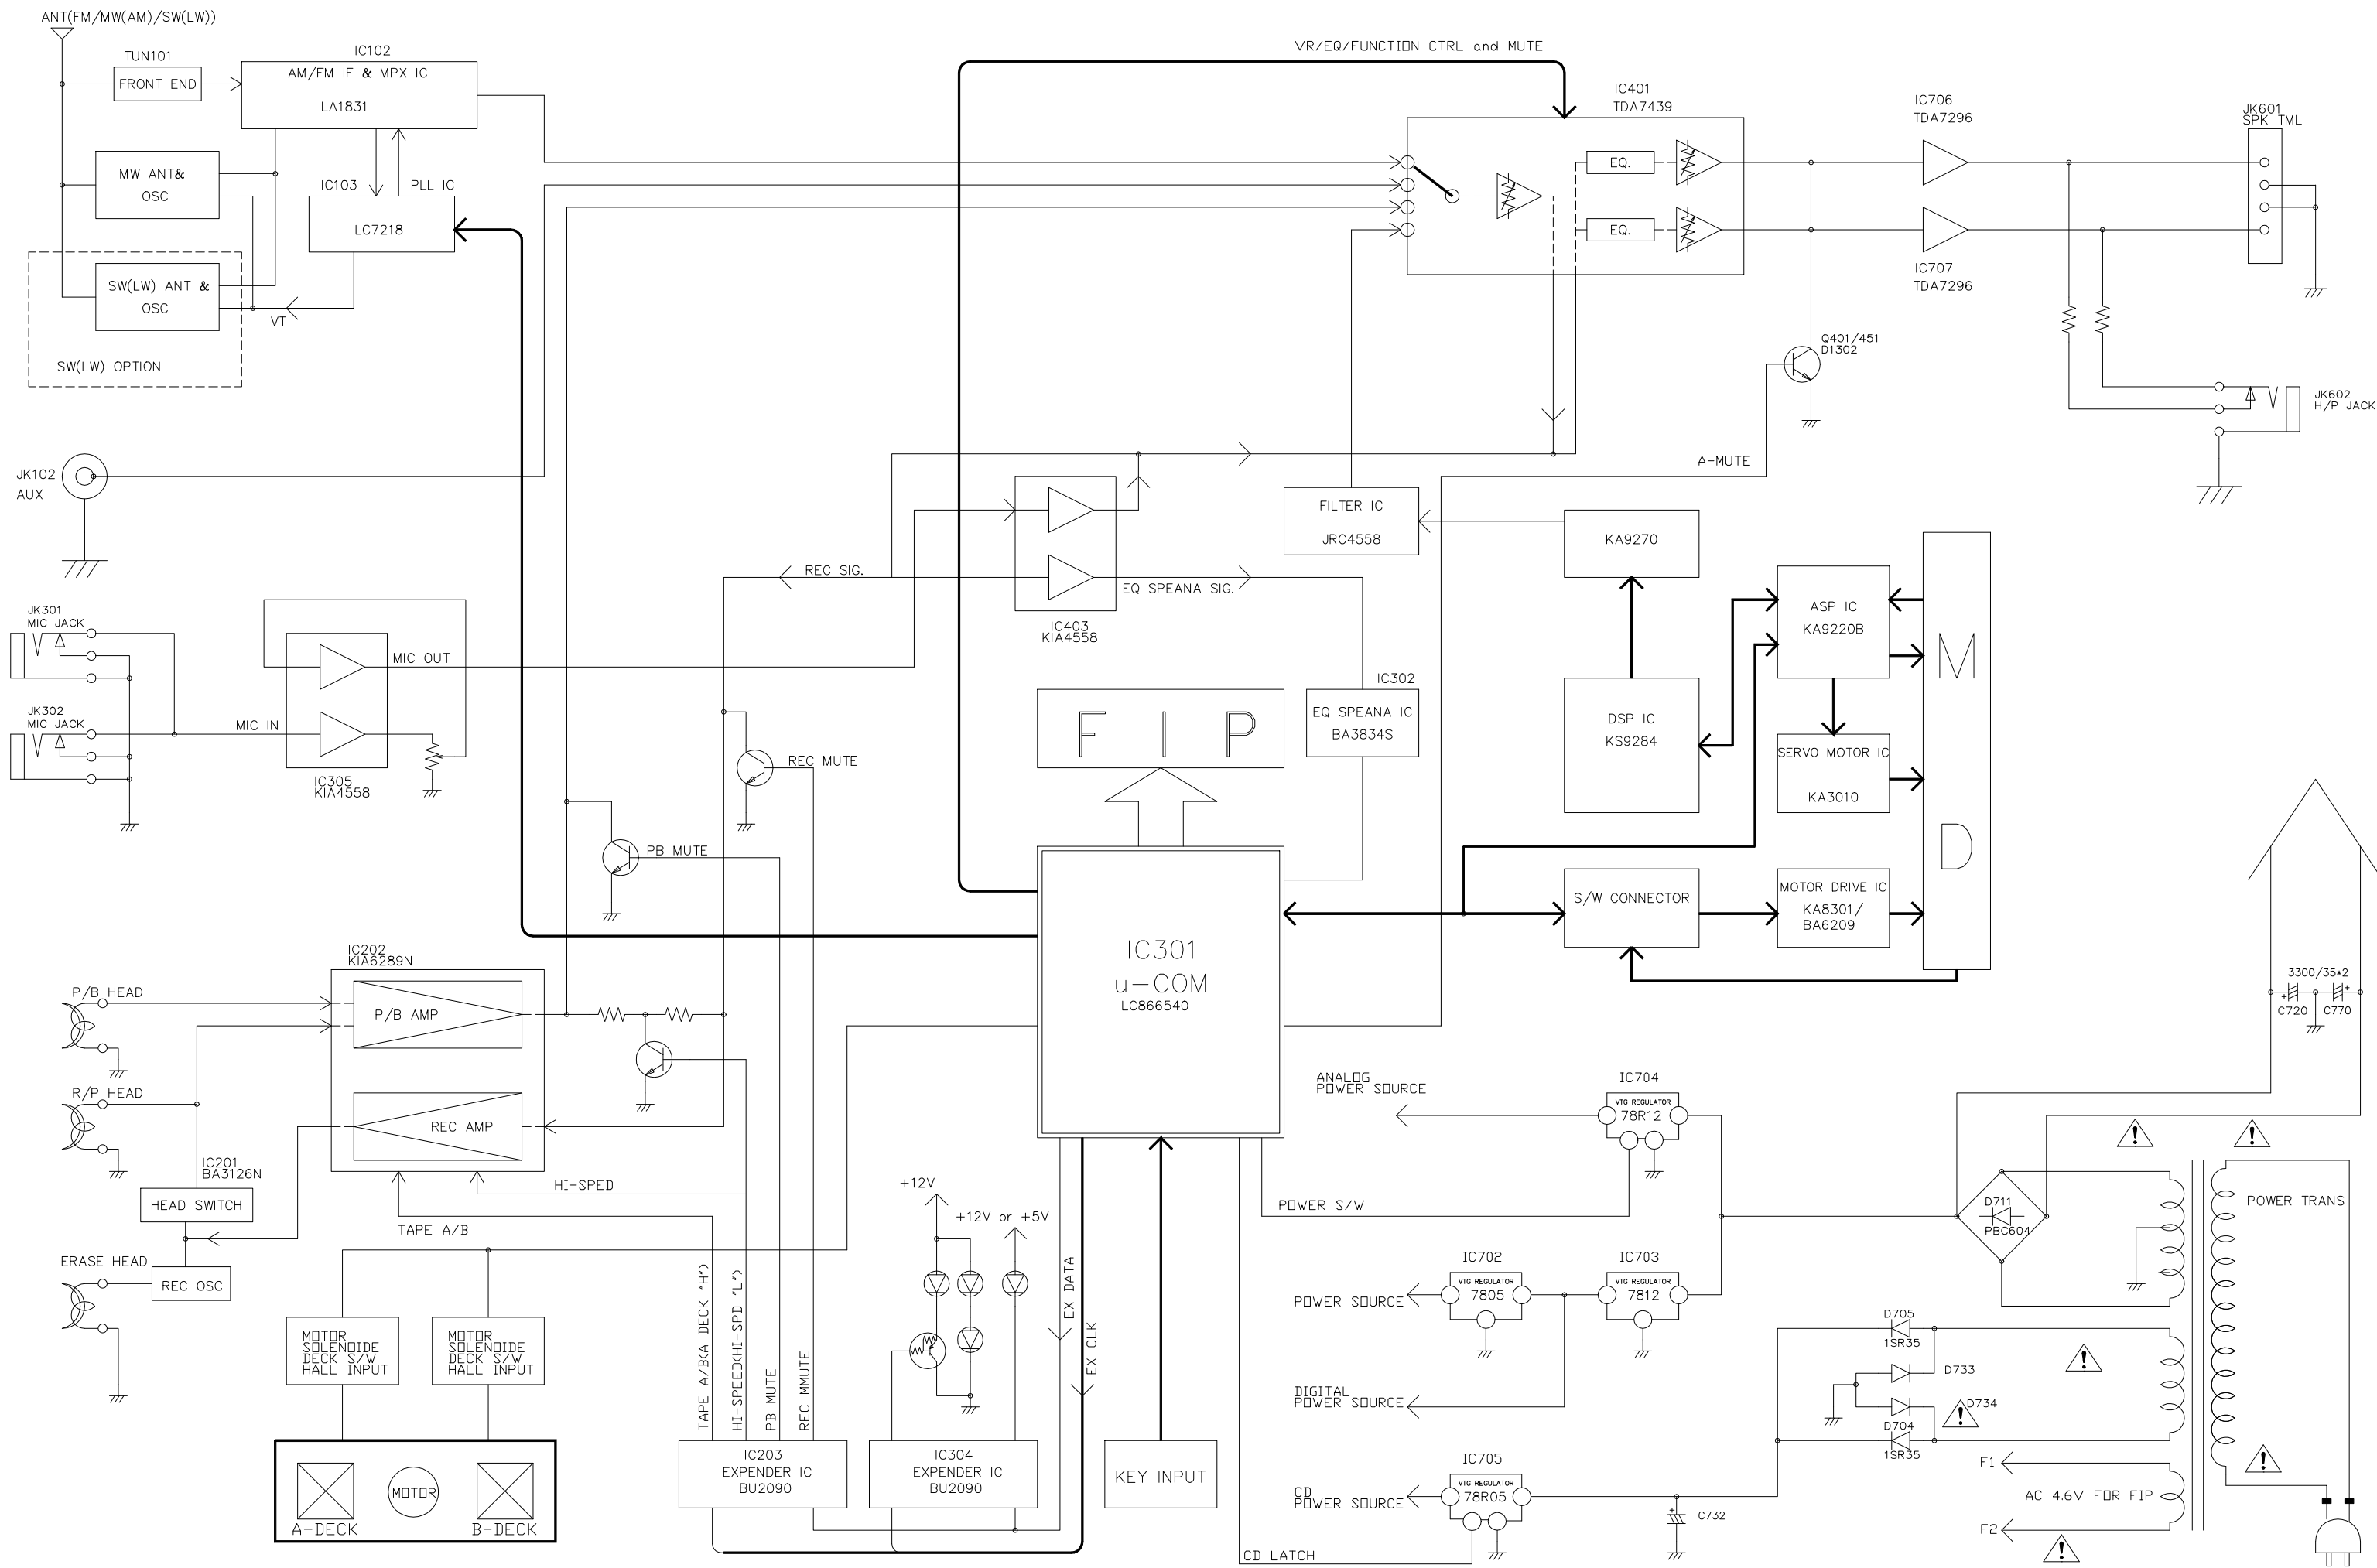 ANT(FM/MW(AM)/SW(LW))
TUN101
FRONT END
IC102
AM/FM IF & MPX IC
LA1831
MW ANT&
OSC
IC103
PLL IC
LC7218
SW(LW) ANT &
OSC
VT
SW(LW) OPTION
VR/EQ/FUNCTION CTRL and MUTE
IC401
TDA7439
EQ.
EQ.
IC706
TDA7296
IC707
TDA7296
JK601
SPK TML
Q401/451
D1302
JK602
H/P JACK
A-MUTE
JK102
AUX
JK301
MIC JACK
JK302
MIC JACK
MIC OUT
MIC IN
IC305
KIA4558
REC SIG.
EQ SPEANA SIG.
IC403
KIA4558
FILTER IC
JRC4558
KA9270
ASP IC
KA9220B
DSP IC
KS9284
SERVO MOTOR IC
KA3010
M
D
IC302
EQ SPEANA IC
BA3834S
F I P
REC MUTE
PB MUTE
S/W CONNECTOR
MOTOR DRIVE IC
KA8301/
BA6209
IC301
u-COM
LC866540
IC202
KIA6289N
P/B HEAD
P/B AMP
R/P HEAD
REC AMP
IC201
BA3126N
HEAD SWITCH
HI-SPED
TAPE A/B
ERASE HEAD
REC OSC
MOTOR
SOLENOIDE
DECK S/W
HALL INPUT
MOTOR
SOLENOIDE
DECK S/W
HALL INPUT
MOTOR
A-DECK
B-DECK
TAPE A/B(A DECK "H")
HI-SPEED(HI-SPD "L")
PB MUTE
REC MMUTE
+12V
+12V or +5V
EX DATA
EX CLK
IC203
EXPENDER IC
BU2090
IC304
EXPENDER IC
BU2090
KEY INPUT
CD LATCH
ANALOG
POWER SOURCE
IC704
VTG REGULATOR
78R12
POWER S/W
IC702
VTG REGULATOR
7805
IC703
VTG REGULATOR
7812
POWER SOURCE
DIGITAL
POWER SOURCE
IC705
VTG REGULATOR
78R05
CD
POWER SOURCE
C732
3300/35*2
C720
C770
D711
PBC604
POWER TRANS
D705
1SR35
D733
D734
D704
1SR35
F1
AC 4.6V FOR FIP
F2